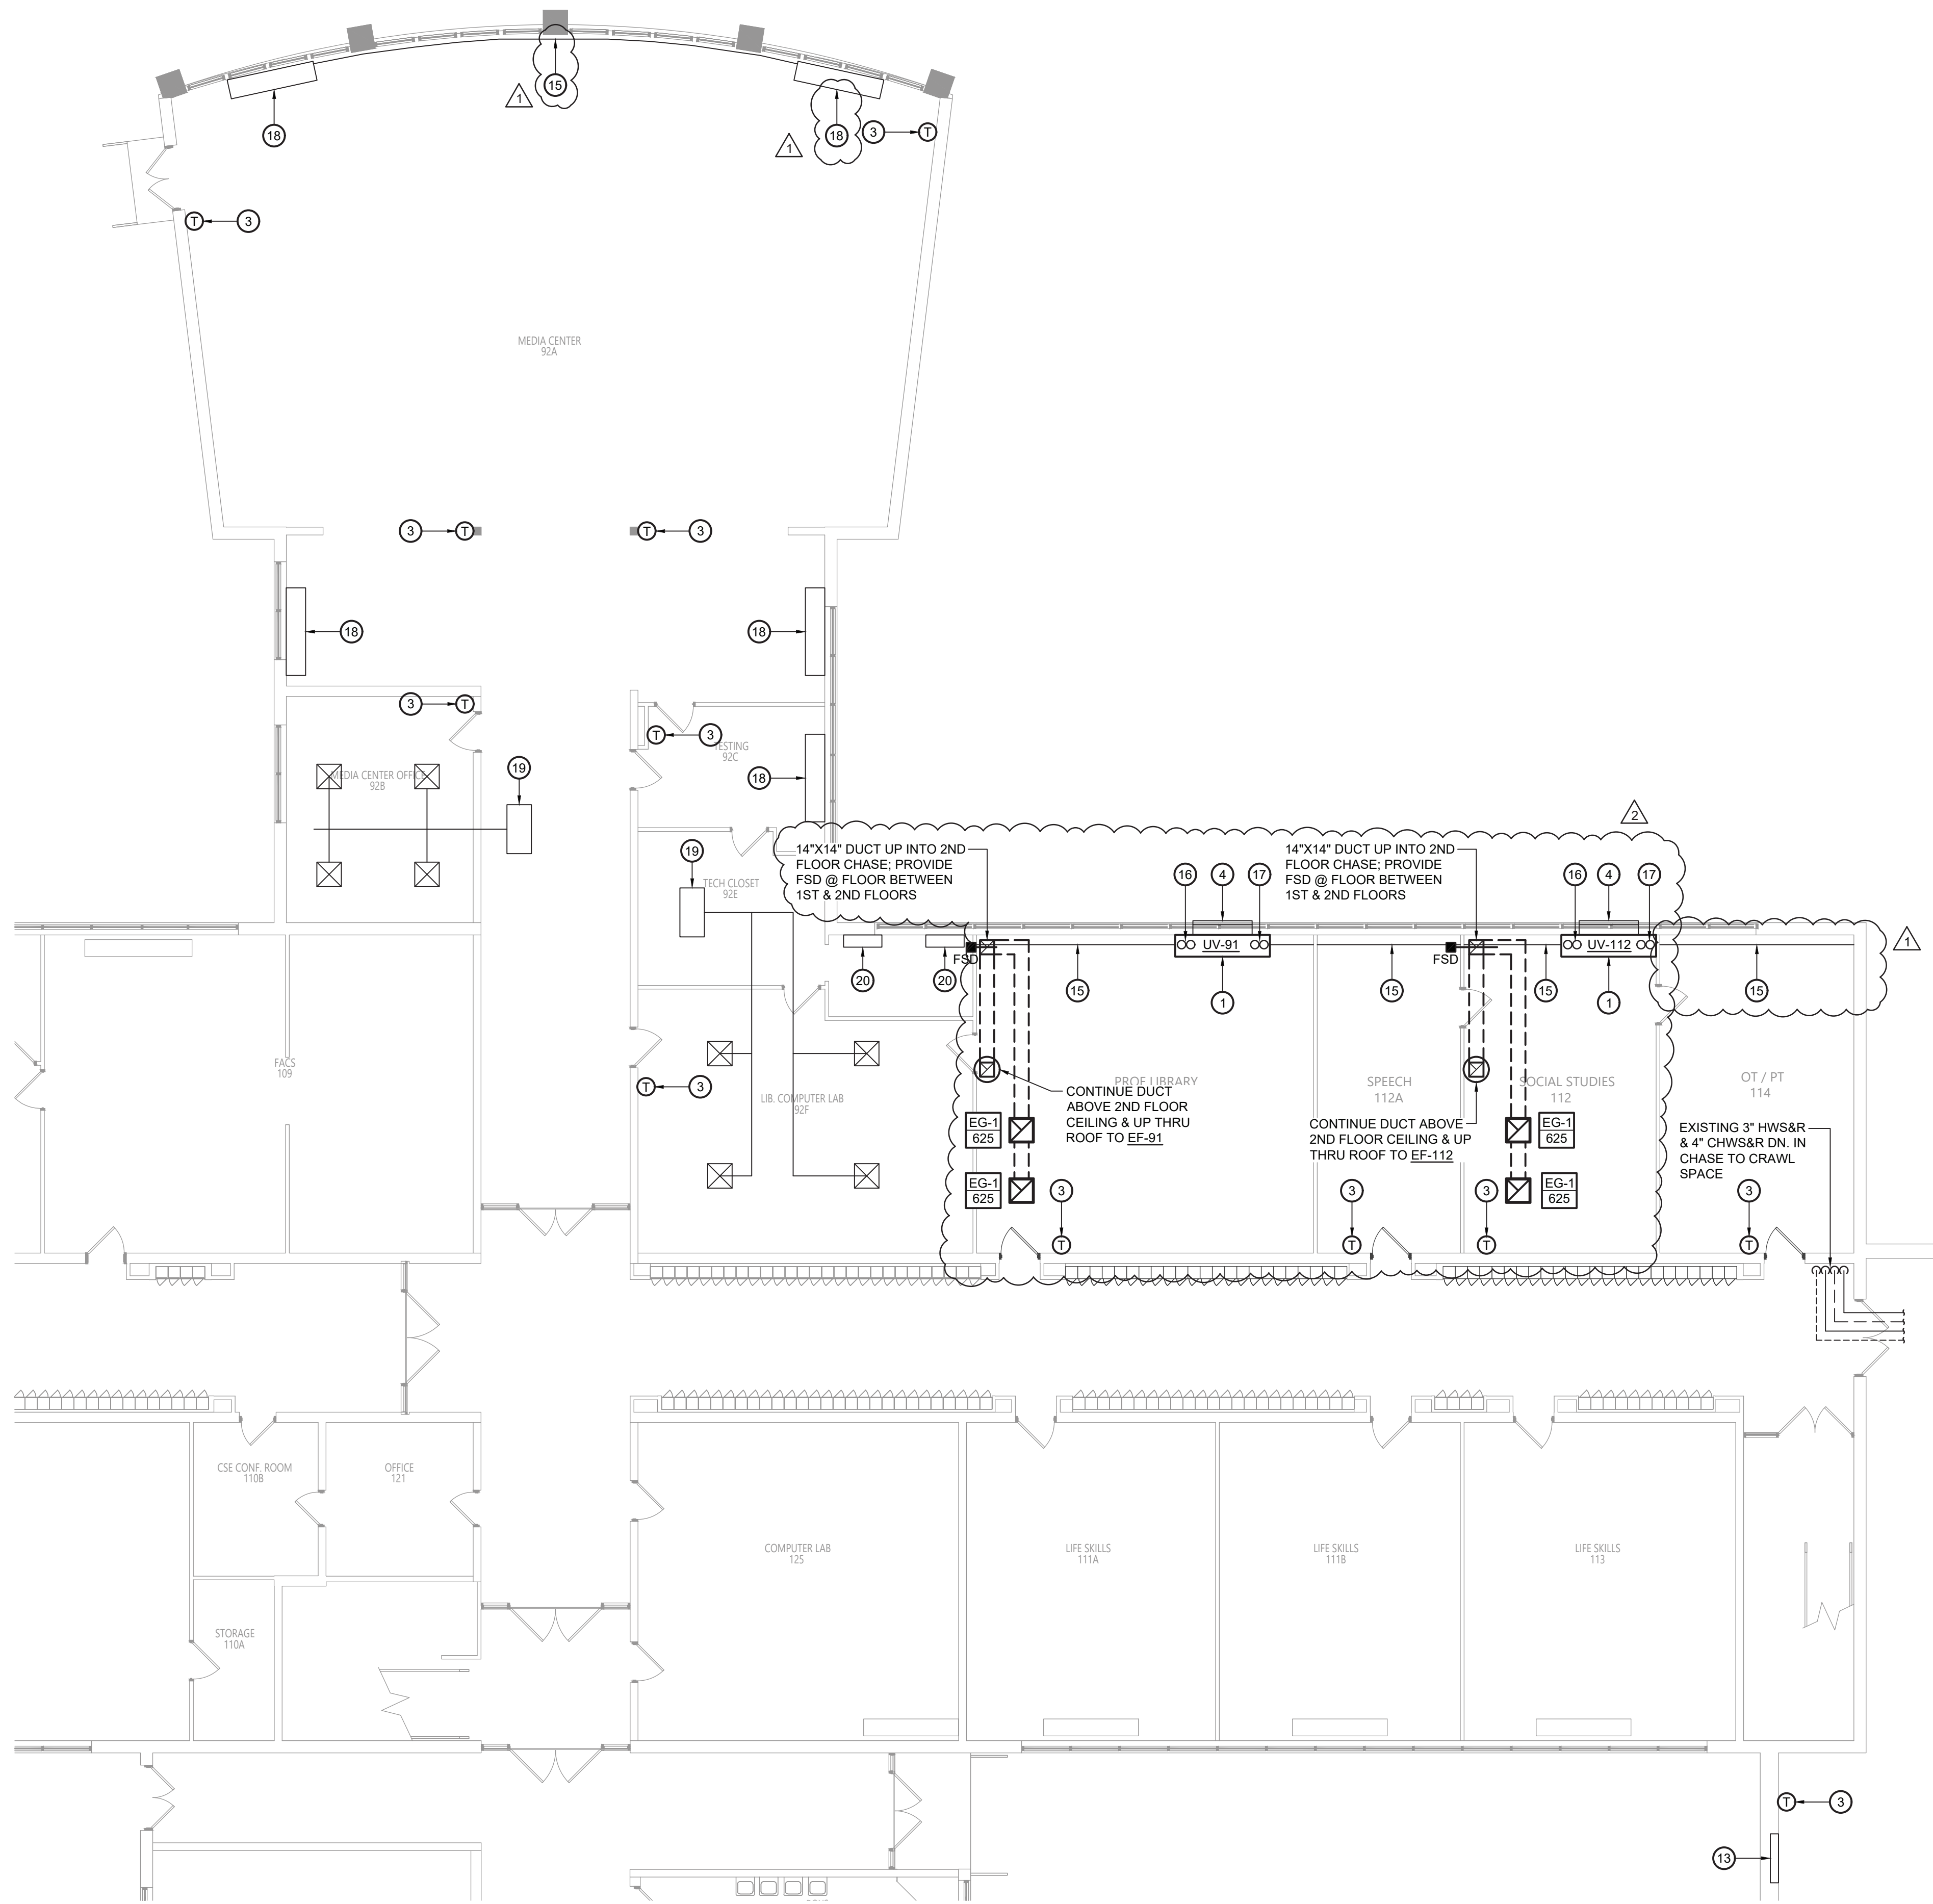 15
1
18
1
18
3
T
T
3
MEDIA CENTER
92A
3
T
T
3
18
18
3
T
T
3
TESTING
92C
MEDIA CENTER OFFICE
92B
19
18
2
19
TECH CLOSET
92E
14"X14" DUCT UP INTO 2ND
FLOOR CHASE; PROVIDE
FSD @ FLOOR BETWEEN
1ST & 2ND FLOORS
14"X14" DUCT UP INTO 2ND
FLOOR CHASE; PROVIDE
FSD @ FLOOR BETWEEN
1ST & 2ND FLOORS
16
4
17
16
4
17
UV-91
UV-112
1
FSD
FSD
20
20
15
1
15
15
1
15
FACS
109
T
3
LIB. COMPUTER LAB
92F
PROF LIBRARY
CONTINUE DUCT
ABOVE 2ND FLOOR
CEILING & UP THRU
ROOF TO EF-91
SPEECH
112A
SOCIAL STUDIES
112
OT / PT
114
EG-1
625
EG-1
625
CONTINUE DUCT ABOVE
2ND FLOOR CEILING & UP
THRU ROOF TO EF-112
EG-1
625
EG-1
625
EXISTING 3" HWS&R
& 4" CHWS&R DN. IN
CHASE TO CRAWL
SPACE
3
T
3
T
3
T
3
T
CSE CONF. ROOM
110B
OFFICE
121
COMPUTER LAB
125
LIFE SKILLS
111A
LIFE SKILLS
111B
LIFE SKILLS
113
STORAGE
110A
T
3
13